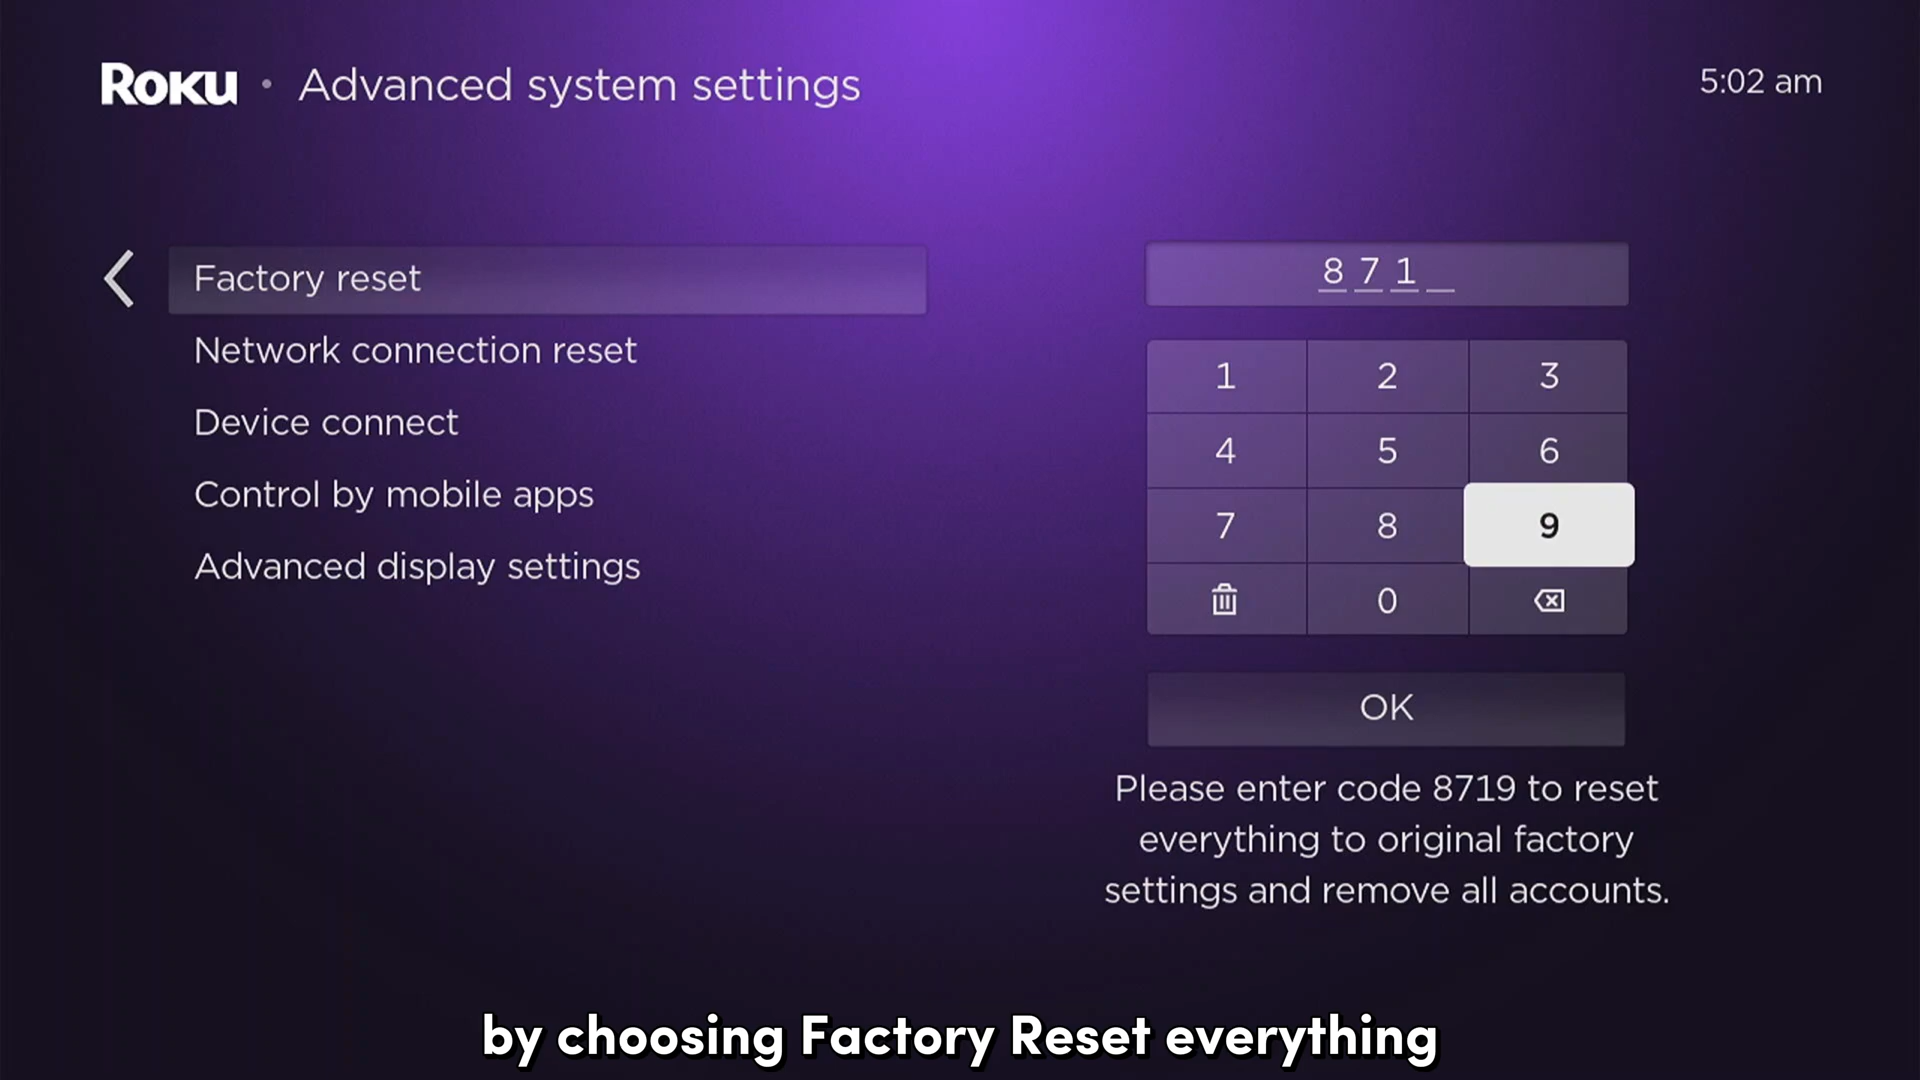 Roku • Advanced system settings
5:02 am
Factory reset
Network connection reset
Device connect
Control by mobile apps
Advanced display settings
8 7 1 _
1 2 3
4 5 6
7 8 9
0
OK
Please enter code 8719 to reset
everything to original factory
settings and remove all accounts.
by choosing Factory Reset everything